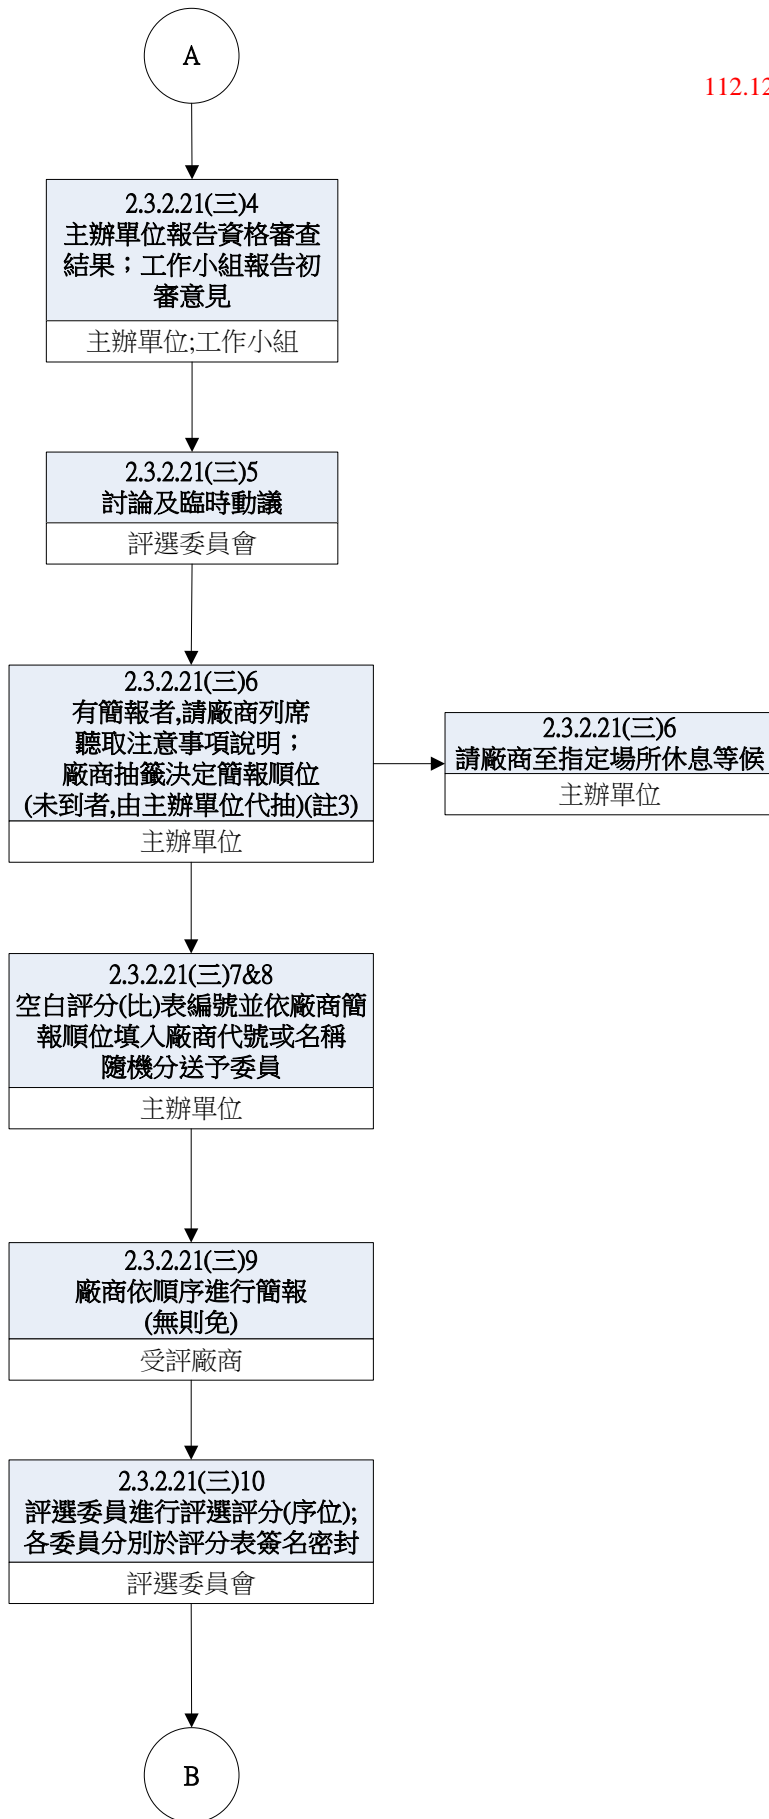 A
112.12
2.3.2.21(三)4
主辦單位報告資格審查
結果；工作小組報告初
審意見
主辦單位;工作小組
2.3.2.21(三)5
討論及臨時動議
評選委員會
2.3.2.21(三)6
有簡報者,請廠商列席
聽取注意事項說明；
廠商抽籤決定簡報順位
(未到者,由主辦單位代抽)(註3)
主辦單位
2.3.2.21(三)6
請廠商至指定場所休息等候
主辦單位
2.3.2.21(三)7&8
空白評分(比)表編號並依廠商簡
報順位填入廠商代號或名稱
隨機分送予委員
主辦單位
2.3.2.21(三)9
廠商依順序進行簡報
(無則免)
受評廠商
2.3.2.21(三)10
評選委員進行評選評分(序位);
各委員分別於評分表簽名密封
評選委員會
B